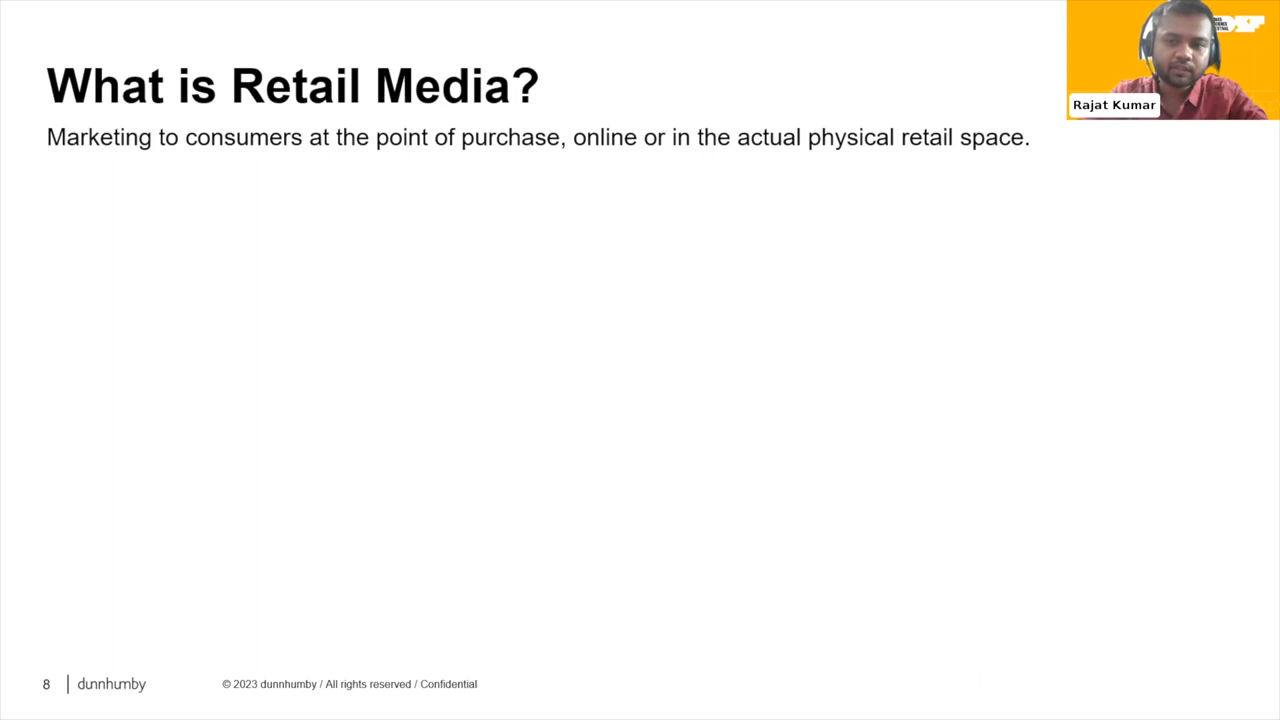 What is Retail Media?
Marketing to consumers at the point of purchase, online or in the actual physical retail space.
Rajat Kumar
8
dunnhumby
© 2023 dunnhumby / All rights reserved / Confidential